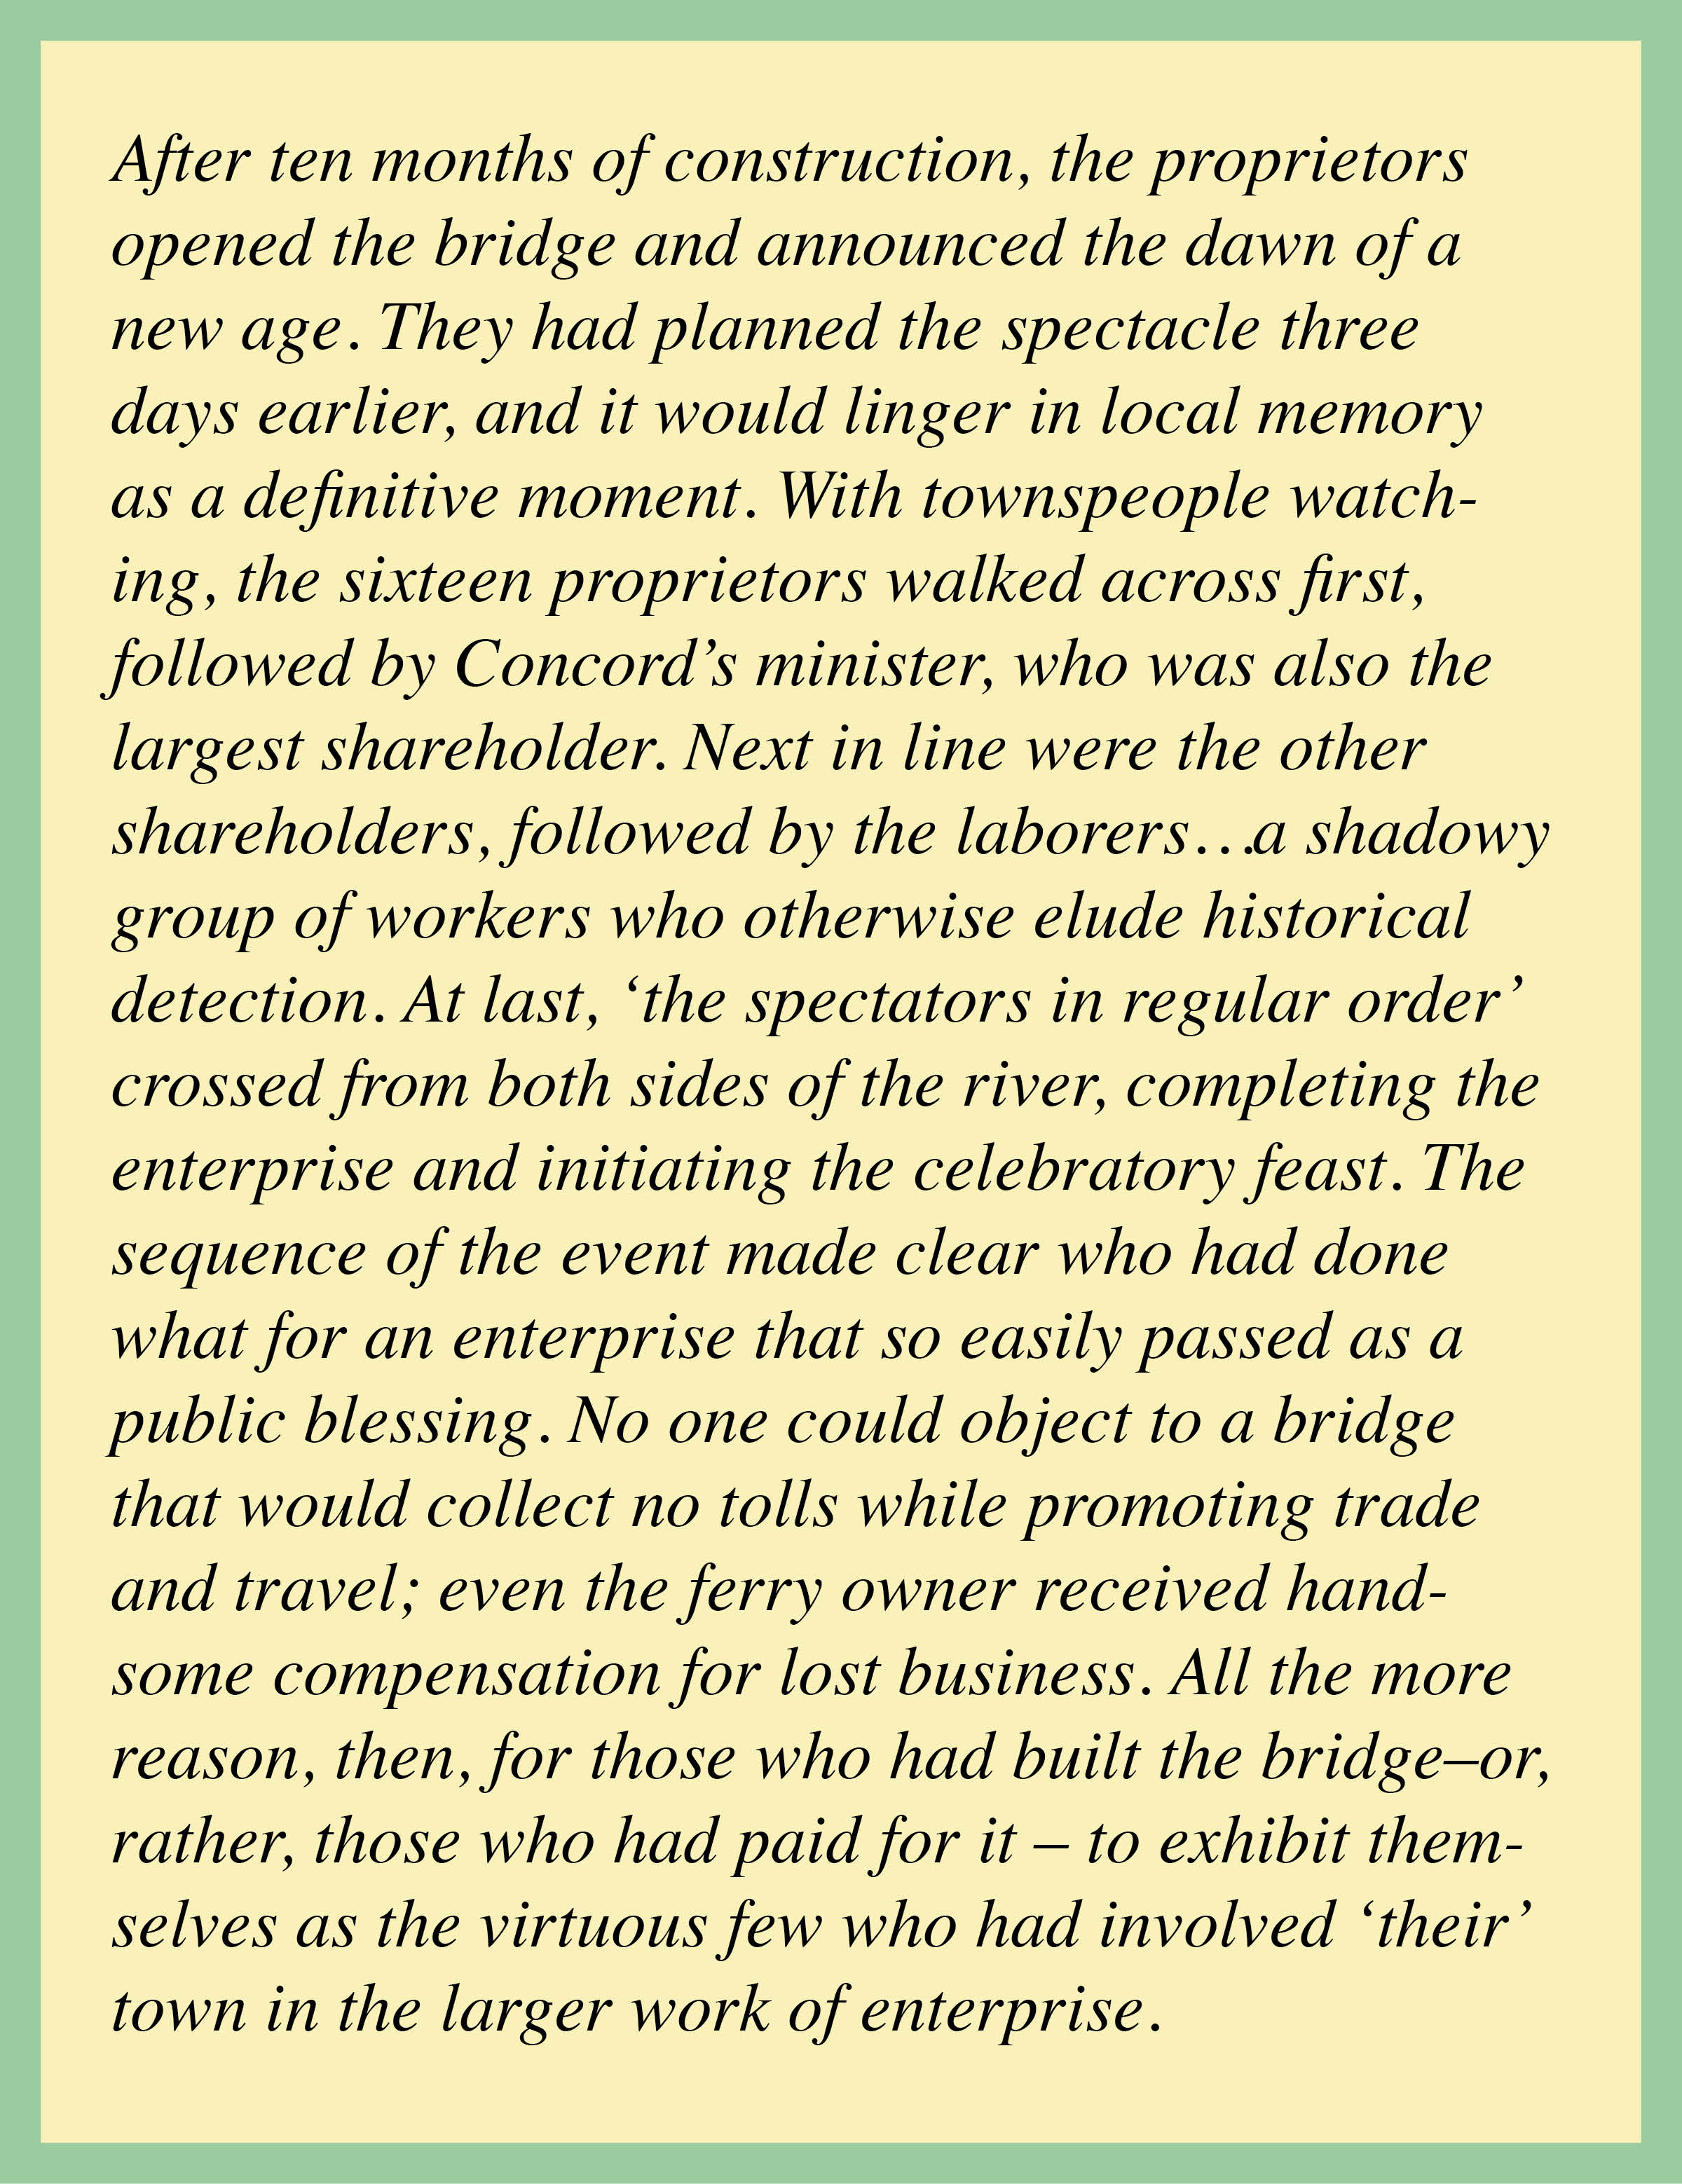 After ten months of construction, the proprietors
opened the bridge and announced the dawn of a
new age. They had planned the spectacle three
days earlier, and it would linger in local memory
as a definitive moment. With townspeople watch-
ing, the sixteen proprietors walked across first,
followed by Concord’s minister, who was also the
largest shareholder. Next in line were the other
shareholders, followed by the laborers…a shadowy
group of workers who otherwise elude historical
detection. At last, ‘the spectators in regular order’
crossed from both sides of the river, completing the
enterprise and initiating the celebratory feast. The
sequence of the event made clear who had done
what for an enterprise that so easily passed as a
public blessing. No one could object to a bridge
that would collect no tolls while promoting trade
and travel; even the ferry owner received hand-
some compensation for lost business. All the more
reason, then, for those who had built the bridge–or,
rather, those who had paid for it – to exhibit them-
selves as the virtuous few who had involved ‘their’
town in the larger work of enterprise.